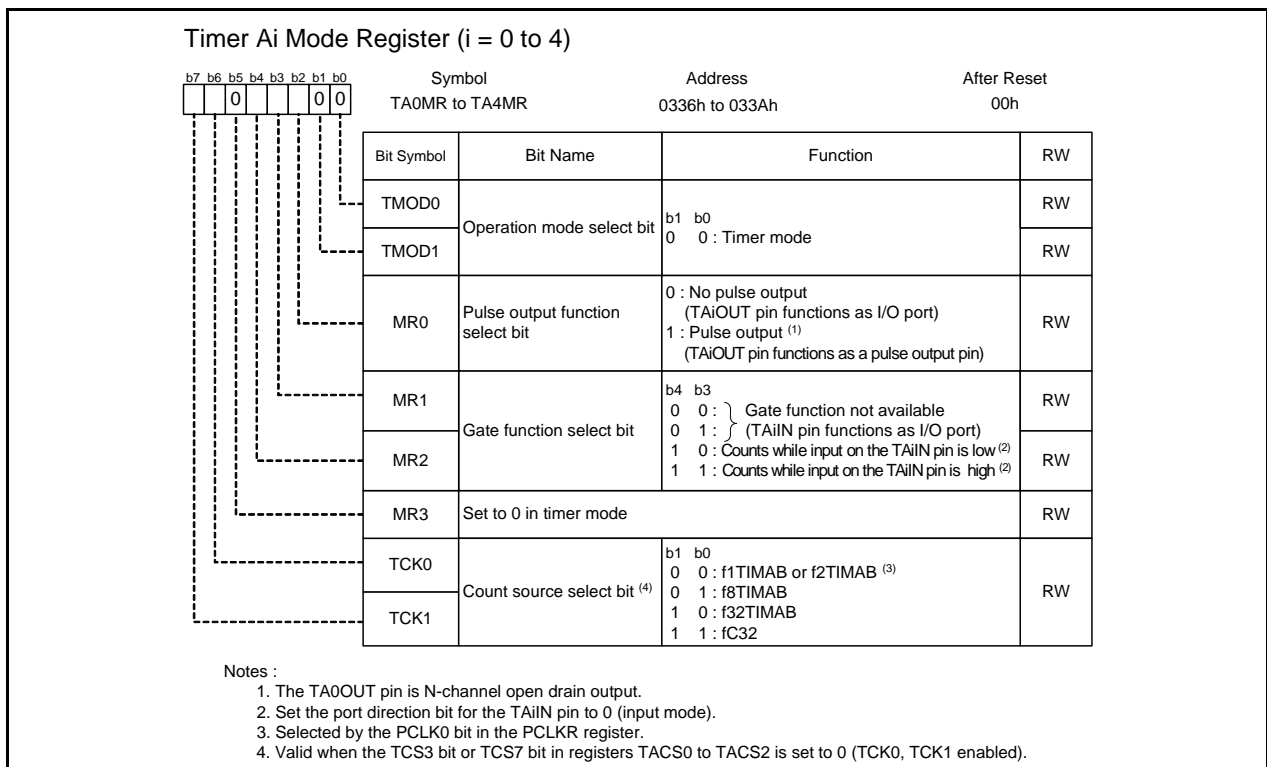 Timer Ai Mode Register (i = 0 to 4)
b7 b6 b5 b4 b3 b2 b1 b0
0 0 0
Symbol Address After Reset
TA0MR to TA4MR 0336h to 033Ah 00h
Bit Symbol Bit Name Function RW
TMOD0 RW
Operation mode select bit
b1 b0
0 0 : Timer mode
TMOD1 RW
MR0
Pulse output function
select bit
0 : No pulse output
(TAiOUT pin functions as I/O port)
1 : Pulse output (1)
(TAiOUT pin functions as a pulse output pin)
RW
MR1 RW
Gate function select bit
b4 b3
0 0 : Gate function not available
0 1 : (TAiIN pin functions as I/O port)
1 0 : Counts while input on the TAiIN pin is low (2)
1 1 : Counts while input on the TAiIN pin is high (2)
MR2 RW
MR3 Set to 0 in timer mode RW
TCK0
Count source select bit (4)
b1 b0
0 0 : f1TIMAB or f2TIMAB (3)
0 1 : f8TIMAB
1 0 : f32TIMAB
1 1 : fC32
RW
TCK1
Notes :
1. The TA0OUT pin is N-channel open drain output.
2. Set the port direction bit for the TAiIN pin to 0 (input mode).
3. Selected by the PCLK0 bit in the PCLKR register.
4. Valid when the TCS3 bit or TCS7 bit in registers TACS0 to TACS2 is set to 0 (TCK0, TCK1 enabled).